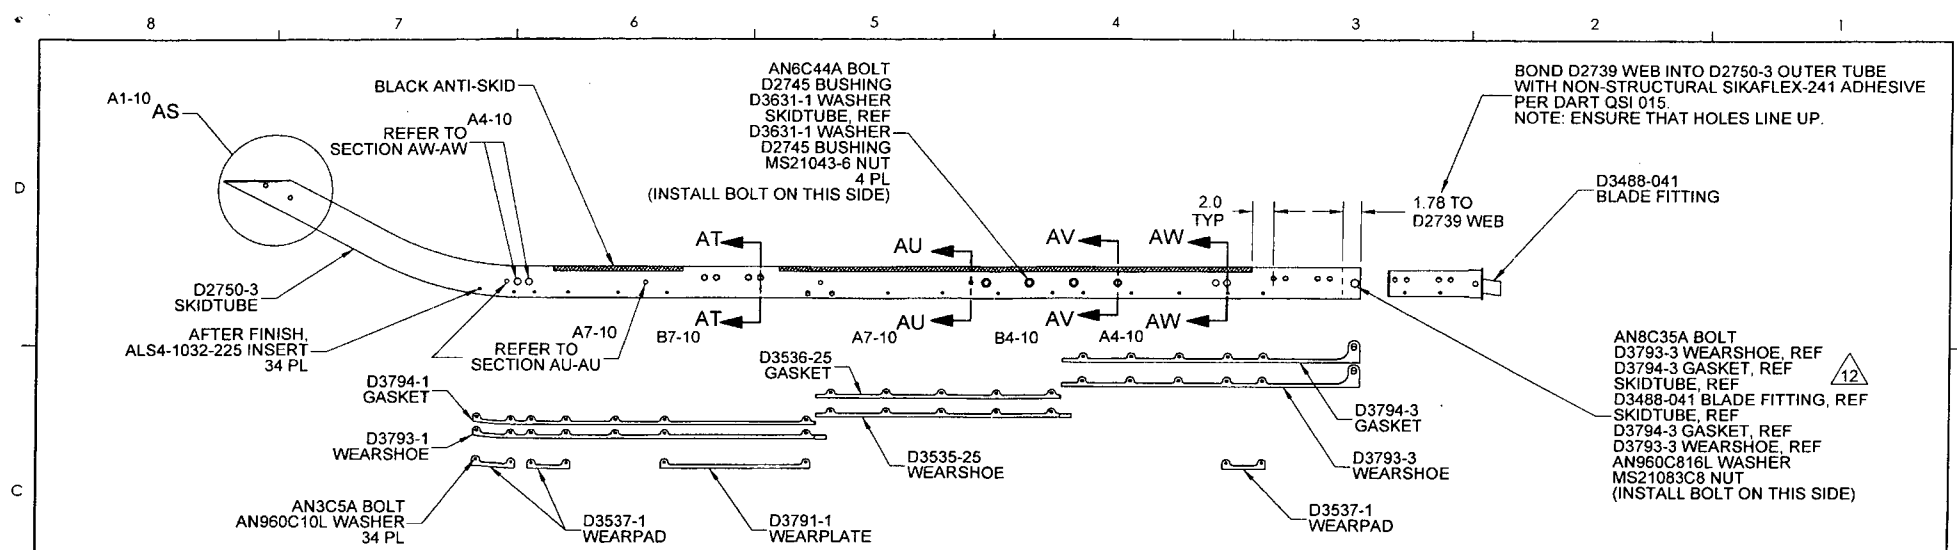 8 7 6 5 4 3 2 1
D
C
A1-10
AS
BLACK ANTI-SKID
A4-10
REFER TO
SECTION AW-AW
AN6C44A BOLT
D2745 BUSHING
D3631-1 WASHER
SKIDTUBE, REF
D3631-1 WASHER
D2745 BUSHING
MS21043-6 NUT
4 PL
(INSTALL BOLT ON THIS SIDE)
BOND D2739 WEB INTO D2750-3 OUTER TUBE
WITH NON-STRUCTURAL SIKAFLEX-241 ADHESIVE
PER DART QSI 015.
NOTE: ENSURE THAT HOLES LINE UP.
D3488-041
BLADE FITTING
2.0
TYP
1.78 TO
D2739 WEB
AT
AU
AV
AW
D2750-3
SKIDTUBE
AFTER FINISH,
ALS4-1032-225 INSERT
34 PL
REFER TO
SECTION AU-AU
A7-10
AT
B7-10
A7-10
AU
B4-10
AV
A4-10
AW
D3794-1
GASKET
D3793-1
WEARSHOE
AN3C5A BOLT
AN960C10L WASHER
34 PL
D3537-1
WEARPAD
D3791-1
WEARPLATE
D3536-25
GASKET
D3535-25
WEARSHOE
D3794-3
GASKET
D3793-3
WEARSHOE
D3537-1
WEARPAD
AN8C35A BOLT
D3793-3 WEARSHOE, REF
D3794-3 GASKET, REF
SKIDTUBE, REF
D3488-041 BLADE FITTING, REF
SKIDTUBE, REF
D3794-3 GASKET, REF
D3793-3 WEARSHOE, REF
AN960C816L WASHER
MS21083C8 NUT
(INSTALL BOLT ON THIS SIDE)
12